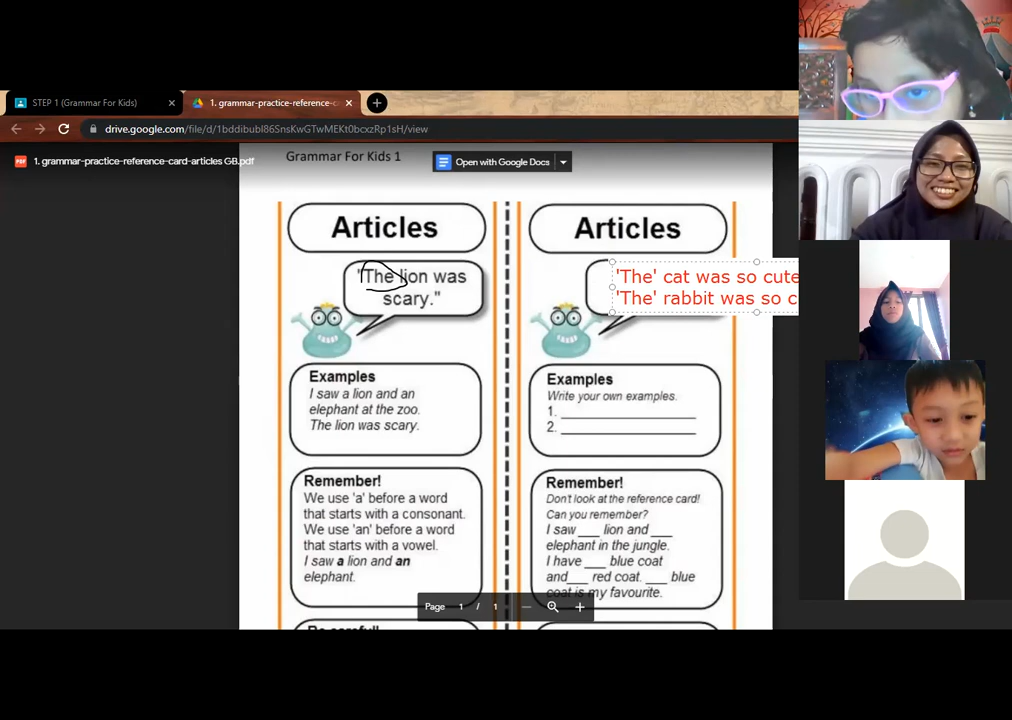 STEP 1 (Grammar For Kids)
1. grammar-practice-reference-c
drive.google.com/file/d/1bddibubl86SnsKwGTwMEKt0bcxzRp1sH/view
PDF 1. grammar-practice-reference-card-articles GB.pdf
Grammar For Kids 1
Open with Google Docs
Articles
"The lion was
scary."
Examples
I saw a lion and an
elephant at the zoo.
The lion was scary.
Remember!
We use 'a' before a word
that starts with a consonant.
We use 'an' before a word
that starts with a vowel.
I saw a lion and an
elephant.
Articles
'The' cat was so cute
'The' rabbit was so c
Examples
Write your own examples.
1. ________
2. ________
Remember!
Don't look at the reference card!
Can you remember?
I saw ___ lion and ___
elephant in the jungle.
I have ___ blue coat
and___ red coat. ___ blue
coat is my favourite.
Page 1 / 1